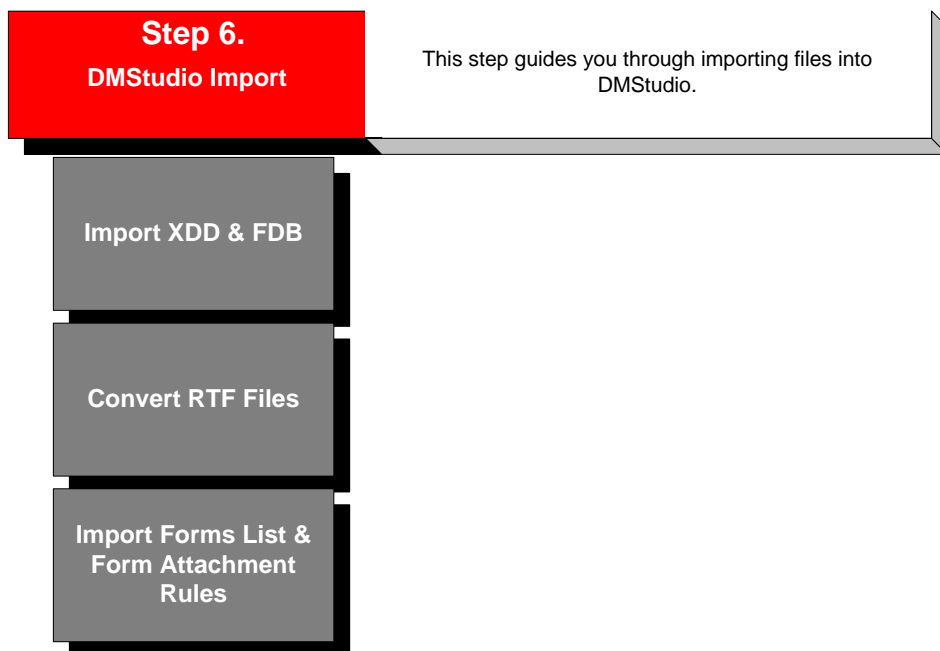 Step 6.
DMStudio Import
This step guides you through importing files into
DMStudio.
Import XDD & FDB
Convert RTF Files
Import Forms List &
Form Attachment
Rules